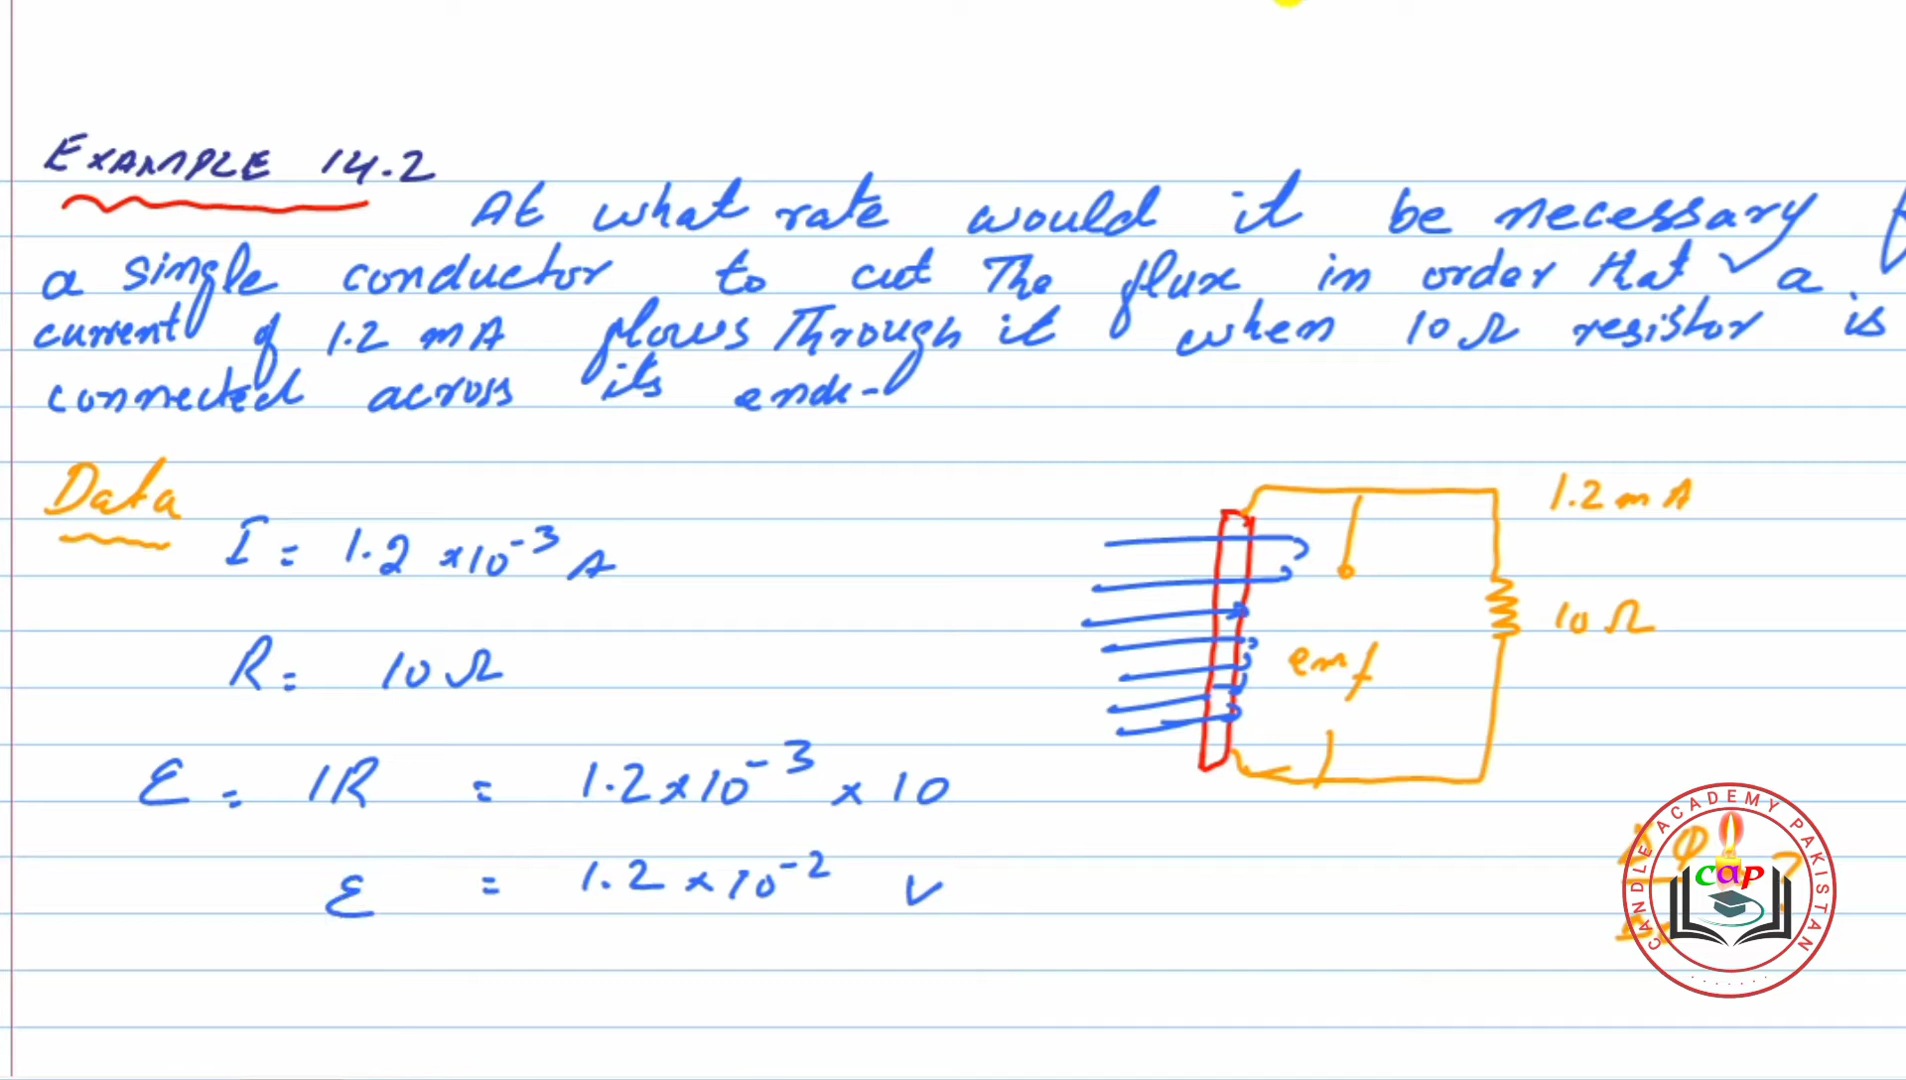 EXAMPLE 14.2
At what rate would it be necessary
a single conductor to cut The flux in order that a
current of 1.2 mA flows Through it when 10 Ω resistor is
connected across its ends-
Data
I = 1.2 × 10⁻³ A
R = 10 Ω
ε = IR = 1.2 × 10⁻³ × 10
ε = 1.2 × 10⁻² V
1.2 mA
10 Ω
emf
CANDLE ACADEMY PAKISTAN
cap